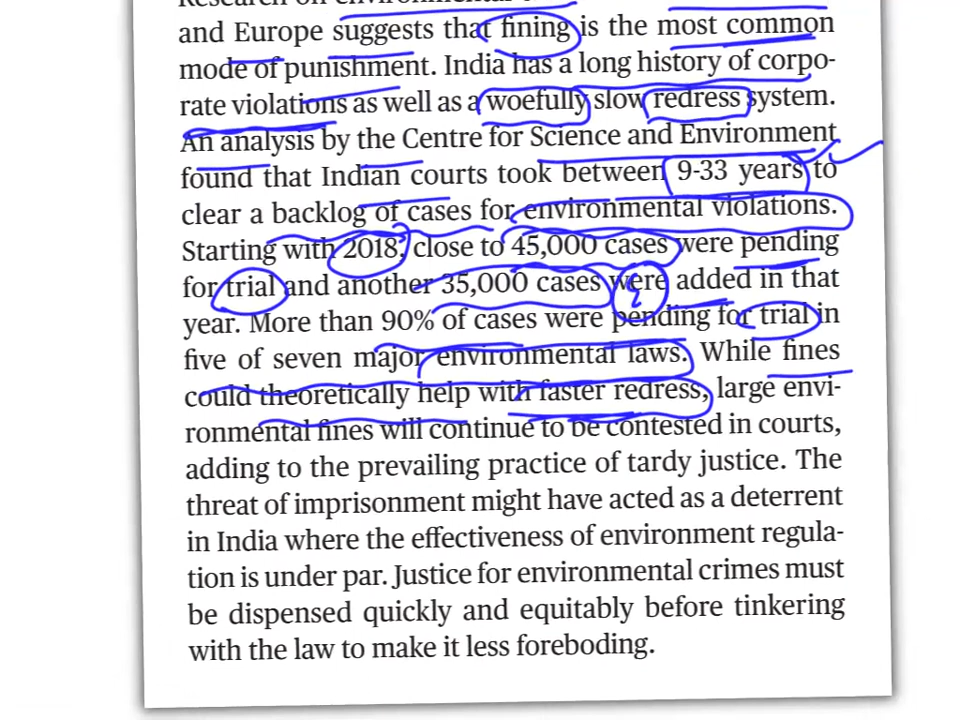 and Europe suggests that fining is the most common
mode of punishment. India has a long history of corpo-
rate violations as well as a woefully slow redress system.
An analysis by the Centre for Science and Environment
found that Indian courts took between 9-33 years to
clear a backlog of cases for environmental violations.
Starting with 2018, close to 45,000 cases were pending
for trial and another 35,000 cases were added in that
year. More than 90% of cases were pending for trial in
five of seven major environmental laws. While fines
could theoretically help with faster redress, large envi-
ronmental fines will continue to be contested in courts,
adding to the prevailing practice of tardy justice. The
threat of imprisonment might have acted as a deterrent
in India where the effectiveness of environment regula-
tion is under par. Justice for environmental crimes must
be dispensed quickly and equitably before tinkering
with the law to make it less foreboding.